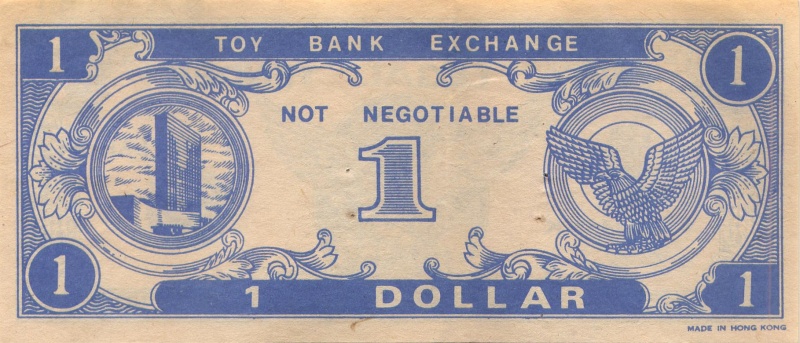 1 TOY BANK EXCHANGE 1
NOT NEGOTIABLE
1
1 1 DOLLAR 1
MADE IN HONG KONG